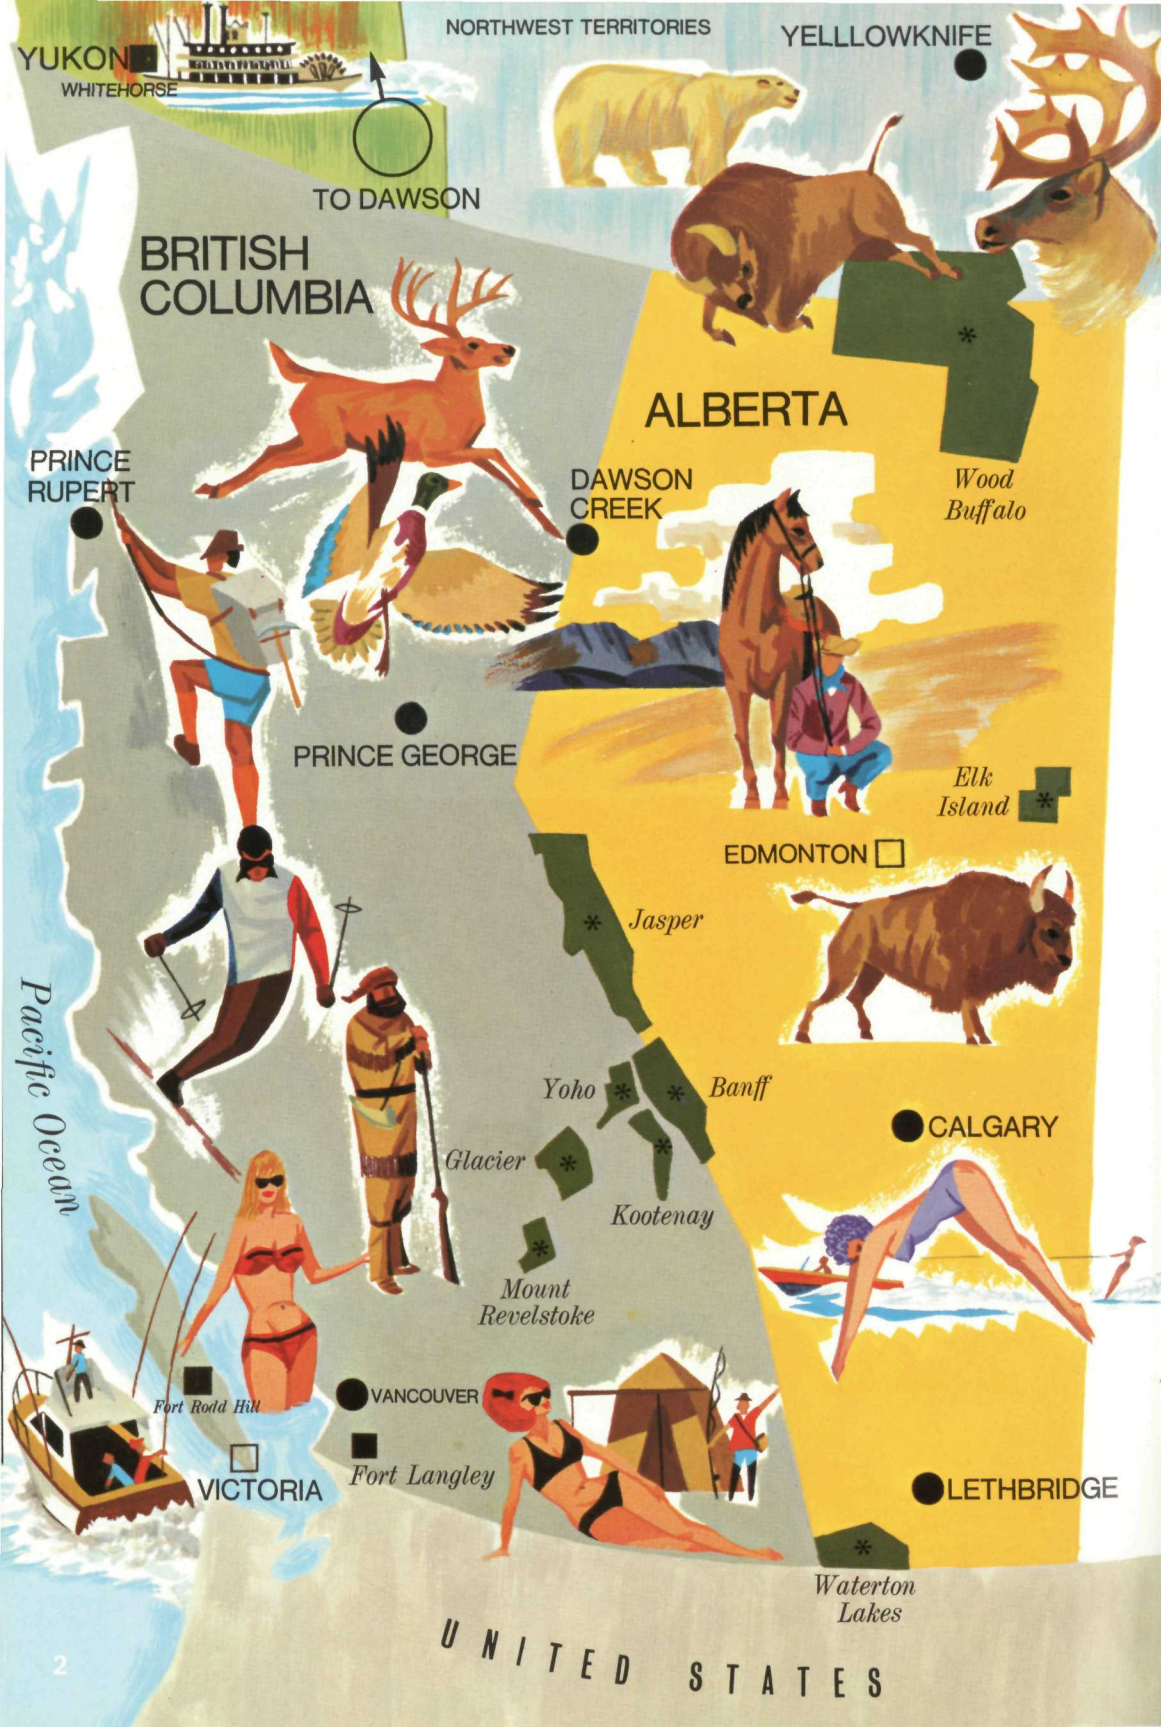 NORTHWEST TERRITORIES
YELLLOWKNIFE
YUKON
WHITEHORSE
TO DAWSON
BRITISH
COLUMBIA
ALBERTA
Wood
Buffalo
PRINCE
RUPERT
DAWSON
CREEK
PRINCE GEORGE
Elk
Island
EDMONTON
Jasper
Pacific Ocean
Yoho
Banff
CALGARY
Glacier
Kootenay
Mount
Revelstoke
Fort Rodd Hill
VANCOUVER
Fort Langley
VICTORIA
LETHBRIDGE
Waterton
Lakes
UNITED STATES
2